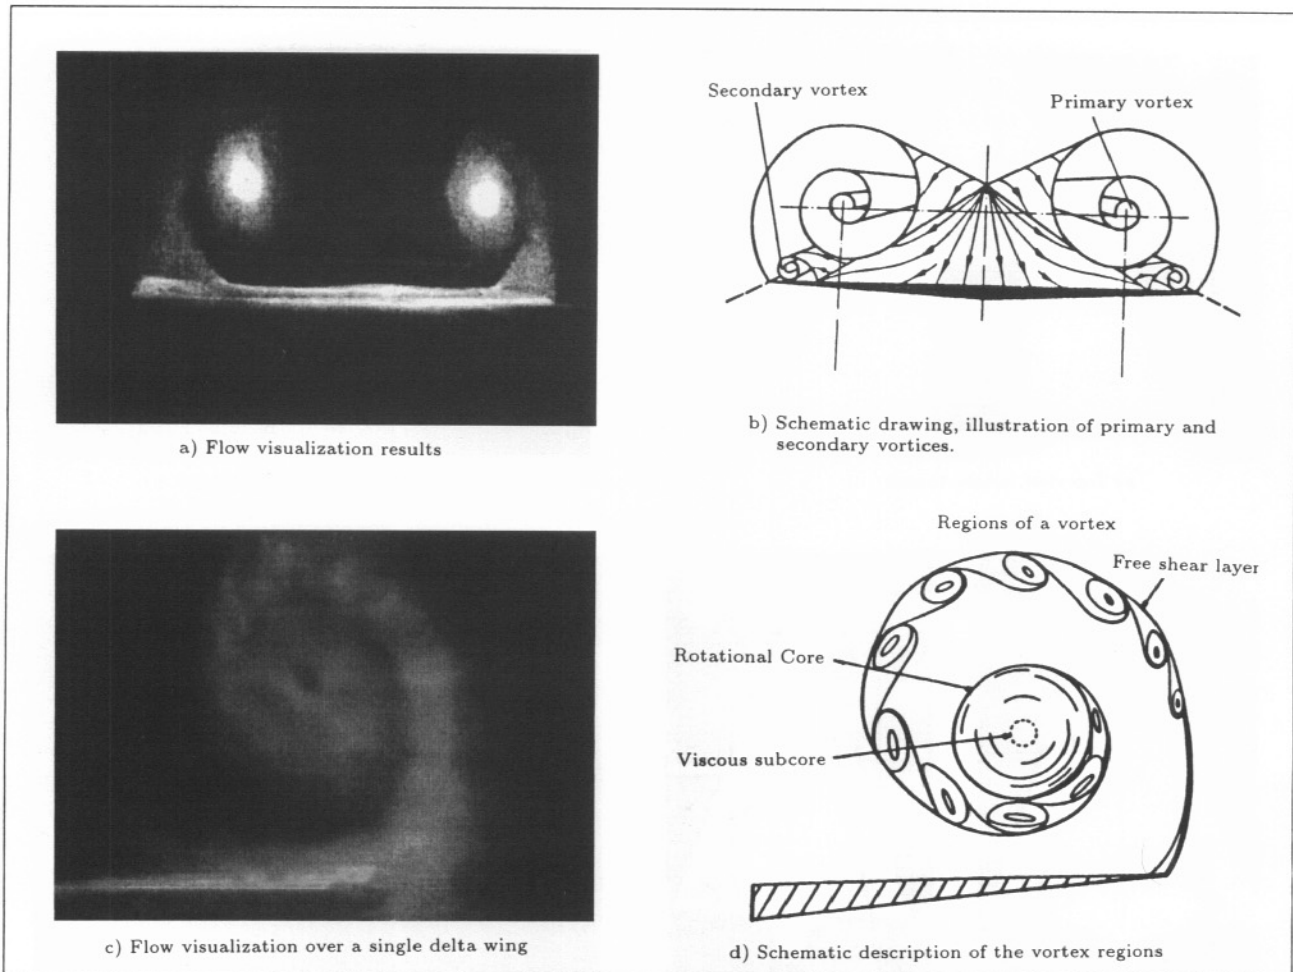 Secondary vortex
Primary vortex
a) Flow visualization results
b) Schematic drawing, illustration of primary and
secondary vortices.
Regions of a vortex
Free shear layer
Rotational Core
Viscous subcore
c) Flow visualization over a single delta wing
d) Schematic description of the vortex regions